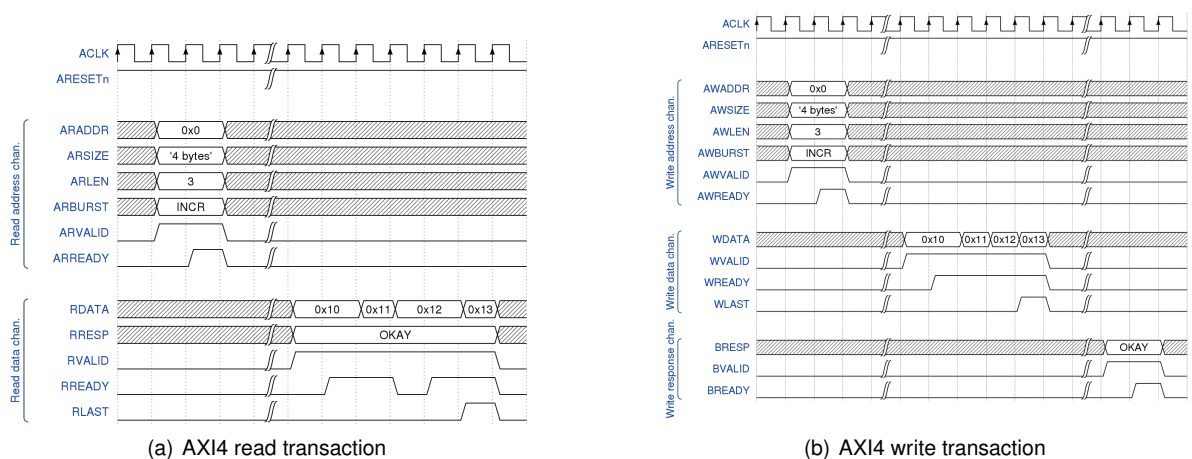 ACLK
ARESETn
Read address chan.
ARADDR 0x0
ARSIZE '4 bytes'
ARLEN 3
ARBURST INCR
ARVALID
ARREADY
Read data chan.
RDATA 0x10 0x11 0x12 0x13
RRESP OKAY
RVALID
RREADY
RLAST
(a) AXI4 read transaction
ACLK
ARESETn
Write address chan.
AWADDR 0x0
AWSIZE '4 bytes'
AWLEN 3
AWBURST INCR
AWVALID
AWREADY
Write data chan.
WDATA 0x10 0x11 0x12 0x13
WVALID
WREADY
WLAST
Write response chan.
BRESP OKAY
BVALID
BREADY
(b) AXI4 write transaction